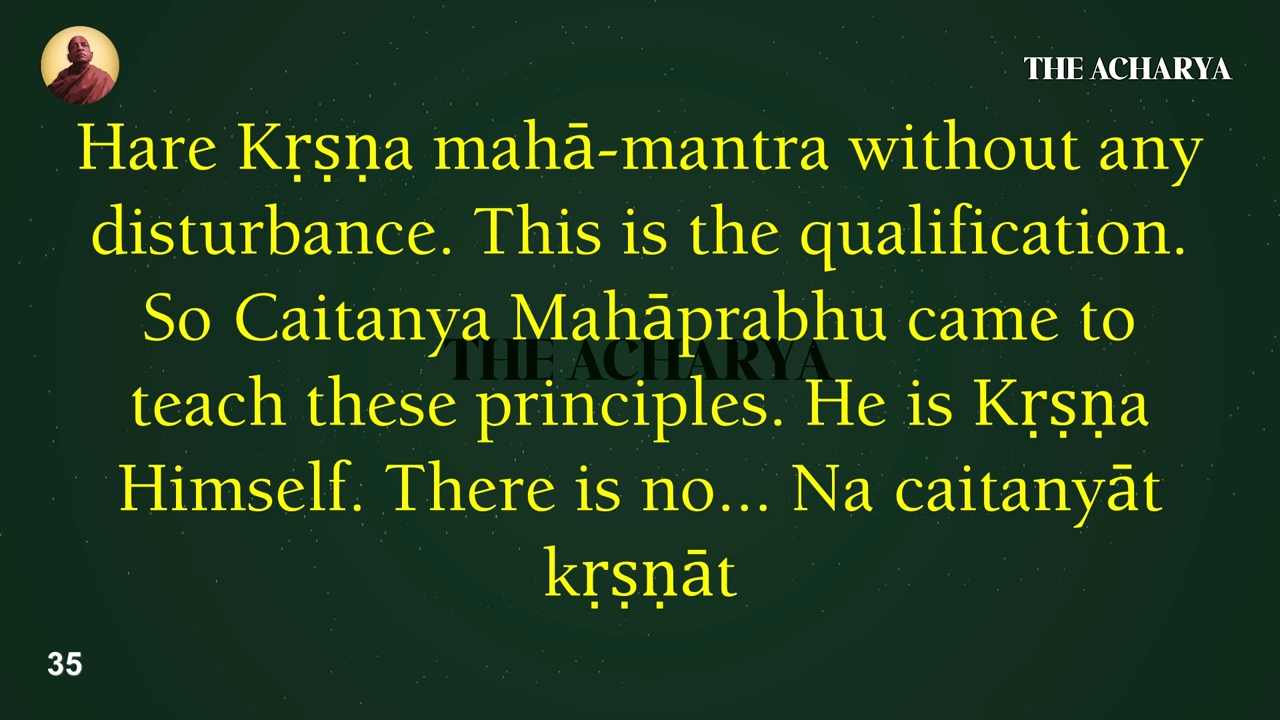 THE ACHARYA
Hare Kṛṣṇa mahā-mantra without any
disturbance. This is the qualification.
So Caitanya Mahāprabhu came to
THE ACHARYA
teach these principles. He is Kṛṣṇa
Himself. There is no... Na caitanyāt
kṛṣṇāt
35